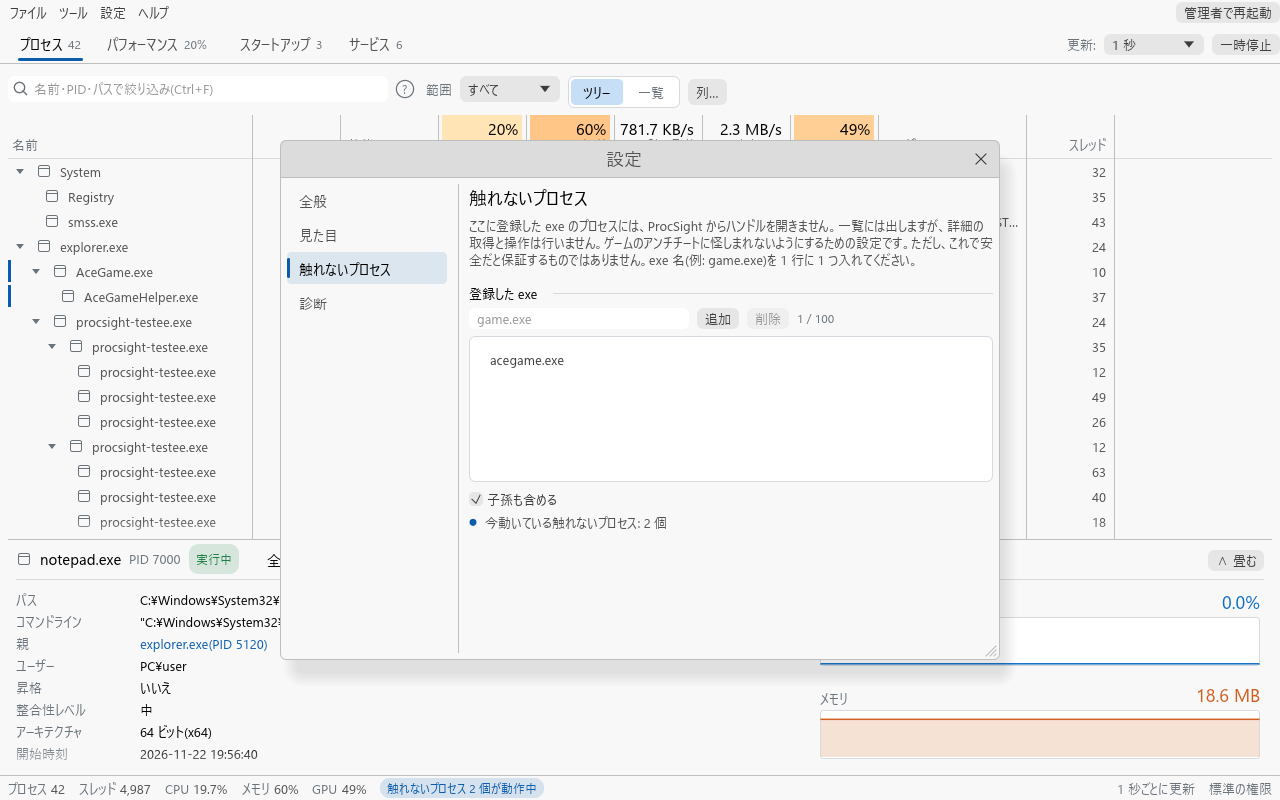 ファイル ツール 設定 ヘルプ 管理者で再起動
プロセス 42 パフォーマンス 20% スタートアップ 3 サービス 6 更新: 1 秒 一時停止
名前・PID・パスで絞り込み(Ctrl+F) ? 範囲 すべて ツリー 一覧 列...
20% 60% 781.7 KB/s 2.3 MB/s 49%
名前 スレッド
System 32
Registry 35
smss.exe 43
explorer.exe 24
AceGame.exe 10
AceGameHelper.exe 37
procsight-testee.exe 24
procsight-testee.exe 35
procsight-testee.exe 12
procsight-testee.exe 49
procsight-testee.exe 26
procsight-testee.exe 12
procsight-testee.exe 63
procsight-testee.exe 40
procsight-testee.exe 18
設定
全般
見た目
触れないプロセス
診断
触れないプロセス
ここに登録した exe のプロセスには、ProcSight からハンドルを開きません。一覧には出しますが、詳細の
取得と操作は行いません。ゲームのアンチチートに怪しまれないようにするための設定です。ただし、これで安
全だと保証するものではありません。exe 名(例: game.exe)を 1 行に 1 つ入れてください。
登録した exe
game.exe 追加 削除 1 / 100
acegame.exe
子孫も含める
今動いている触れないプロセス: 2 個
notepad.exe PID 7000 実行中 全 畳む
パス C:¥Windows¥System32¥
コマンドライン "C:¥Windows¥System32¥
親 explorer.exe(PID 5120)
ユーザー PC¥user
昇格 いいえ
整合性レベル 中
アーキテクチャ 64 ビット(x64)
開始時刻 2026-11-22 19:56:40
0.0%
メモリ 18.6 MB
プロセス 42 スレッド 4,987 CPU 19.7% メモリ 60% GPU 49% 触れないプロセス 2 個が動作中 1 秒ごとに更新 標準の権限